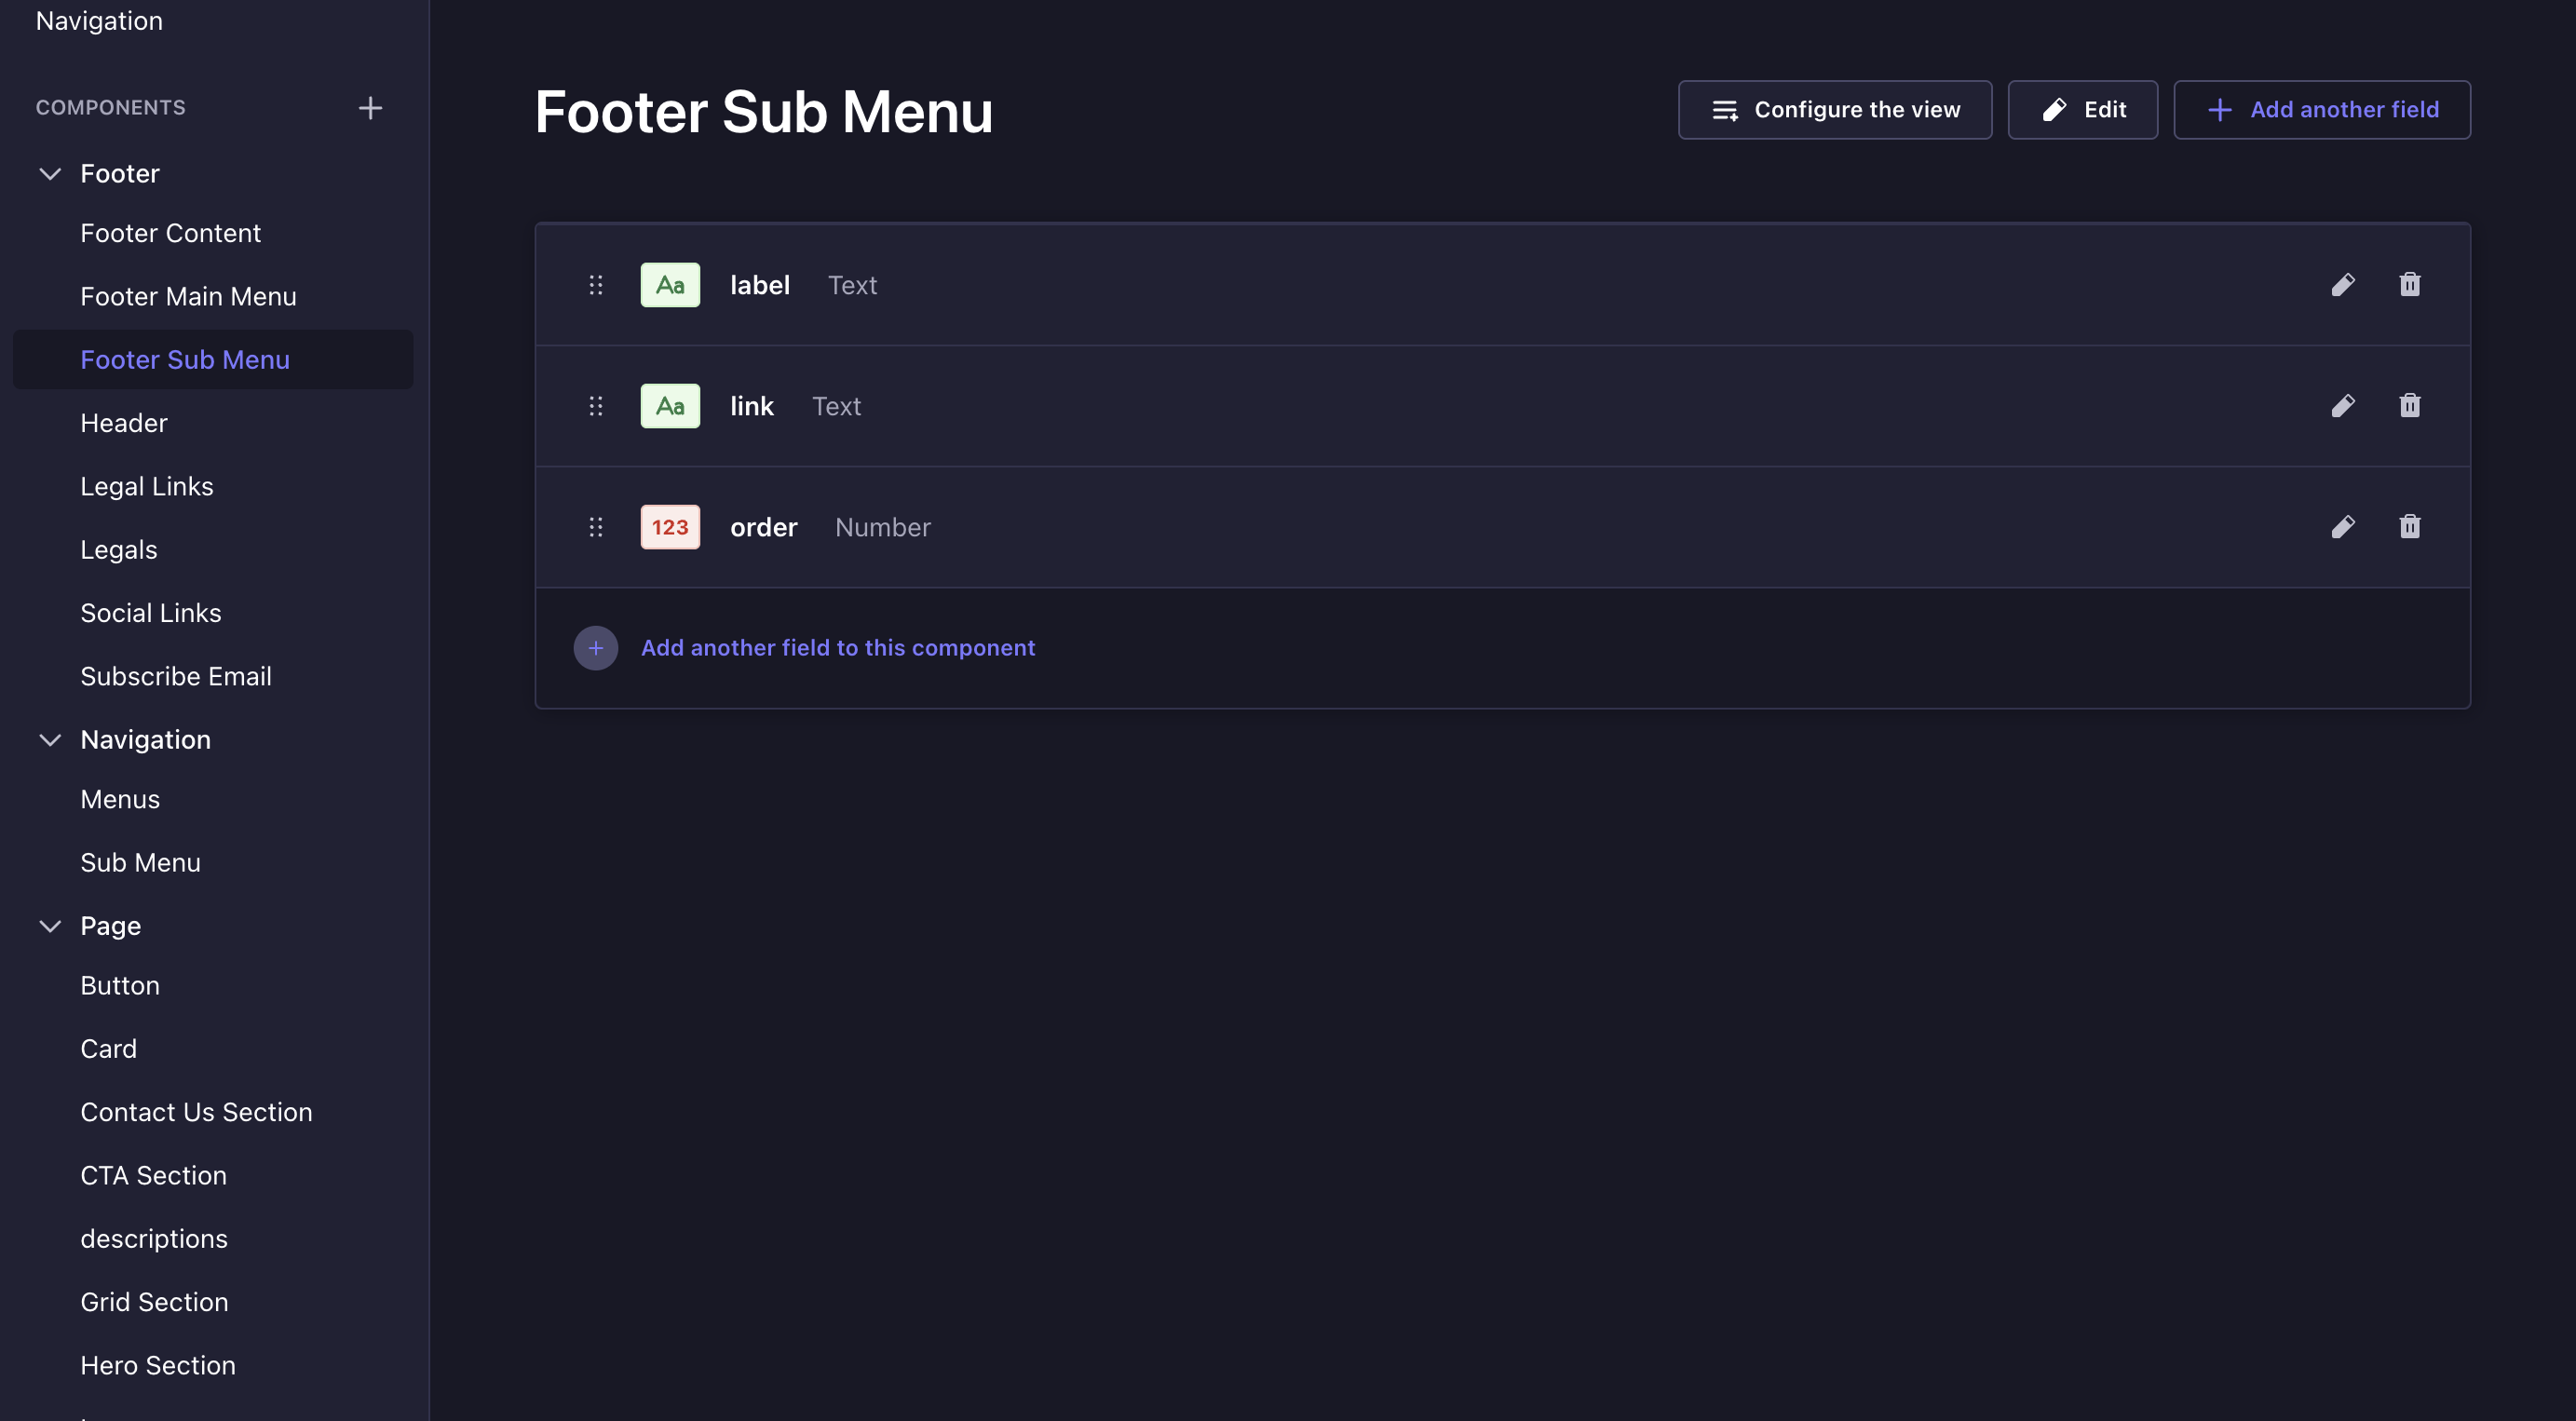 Navigation
COMPONENTS
Footer
Footer Content
Footer Main Menu
Footer Sub Menu
Header
Legal Links
Legals
Social Links
Subscribe Email
Navigation
Menus
Sub Menu
Page
Button
Card
Contact Us Section
CTA Section
descriptions
Grid Section
Hero Section
Footer Sub Menu
Configure the view
Edit
Add another field
Aa label Text
Aa link Text
123 order Number
Add another field to this component